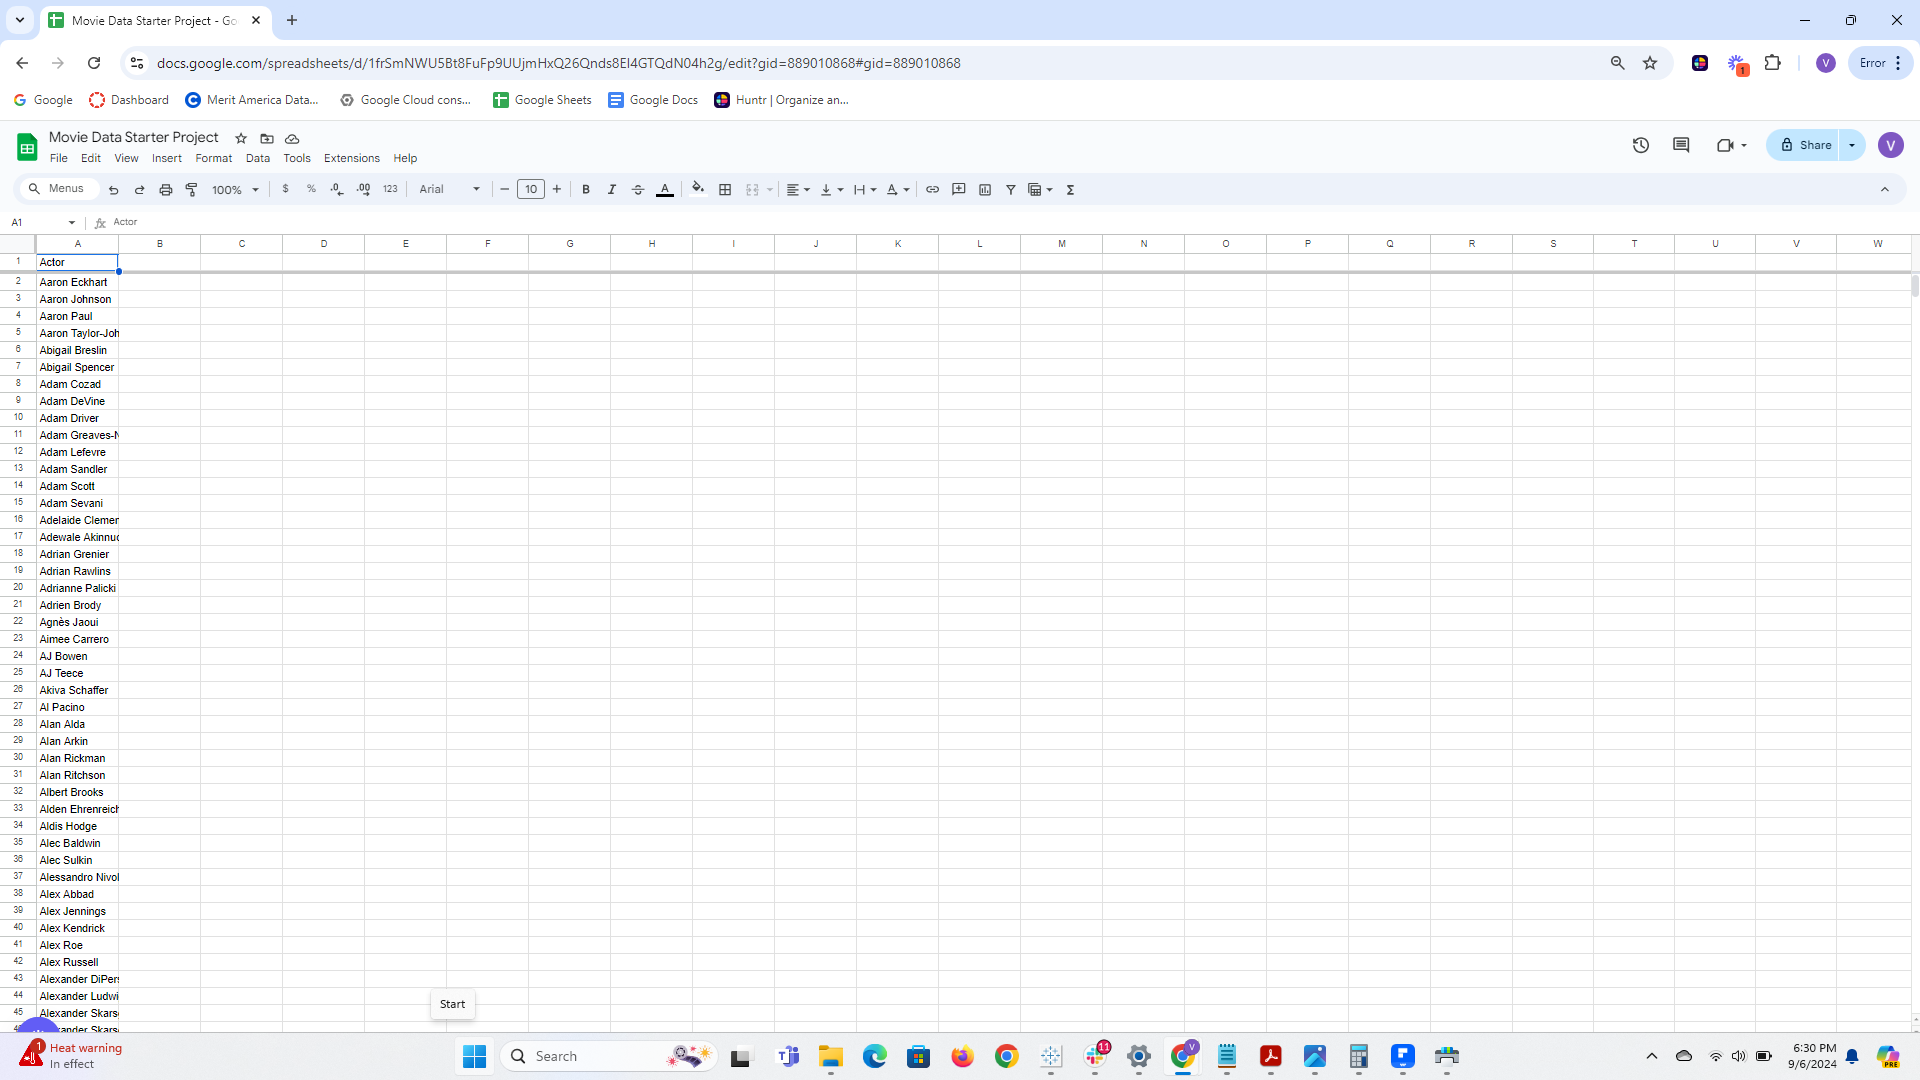 Movie Data Starter Project - Go
docs.google.com/spreadsheets/d/1frSmNWU5Bt8FuFp9UUjmHxQ26Qnds8EI4GTQdN04h2g/edit?gid=889010868#gid=889010868
1
V
Error
Google
Dashboard
Merit America Data...
Google Cloud cons...
Google Sheets
Google Docs
Huntr | Organize an...
Movie Data Starter Project
File Edit View Insert Format Data Tools Extensions Help
Share
V
Menus 100% $ % .0 .00 123 Arial 10 B I A Σ
A1 fx Actor
A B C D E F G H I J K L M N O P Q R S T U V W
1 Actor
2 Aaron Eckhart
3 Aaron Johnson
4 Aaron Paul
5 Aaron Taylor-Joh
6 Abigail Breslin
7 Abigail Spencer
8 Adam Cozad
9 Adam DeVine
10 Adam Driver
11 Adam Greaves-N
12 Adam Lefevre
13 Adam Sandler
14 Adam Scott
15 Adam Sevani
16 Adelaide Clemen
17 Adewale Akinnuo
18 Adrian Grenier
19 Adrian Rawlins
20 Adrianne Palicki
21 Adrien Brody
22 Agnès Jaoui
23 Aimee Carrero
24 AJ Bowen
25 AJ Teece
26 Akiva Schaffer
27 Al Pacino
28 Alan Alda
29 Alan Arkin
30 Alan Rickman
31 Alan Ritchson
32 Albert Brooks
33 Alden Ehrenreich
34 Aldis Hodge
35 Alec Baldwin
36 Alec Sulkin
37 Alessandro Nivol
38 Alex Abbad
39 Alex Jennings
40 Alex Kendrick
41 Alex Roe
42 Alex Russell
43 Alexander DiPers
44 Alexander Ludwi
45 Alexander Skars
Start
1
Heat warning
In effect
Search
11
V
6:30 PM
9/6/2024
PRE